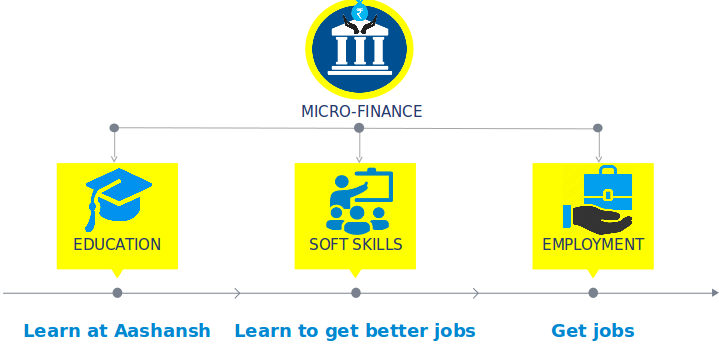 ₹
MICRO-FINANCE
EDUCATION
SOFT SKILLS
EMPLOYMENT
Learn at Aashansh
Learn to get better jobs
Get jobs